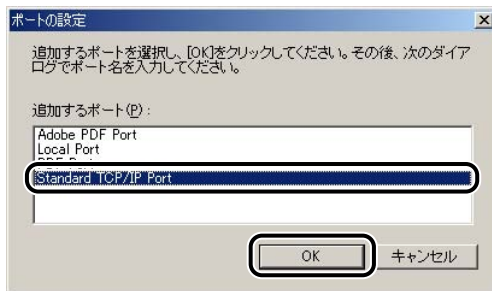 ポートの設定
追加するポートを選択し、[OK]をクリックしてください。その後、次のダイア
ログでポート名を入力してください。
追加するポート(P):
Adobe PDF Port
Local Port
Standard TCP/IP Port
OK
キャンセル